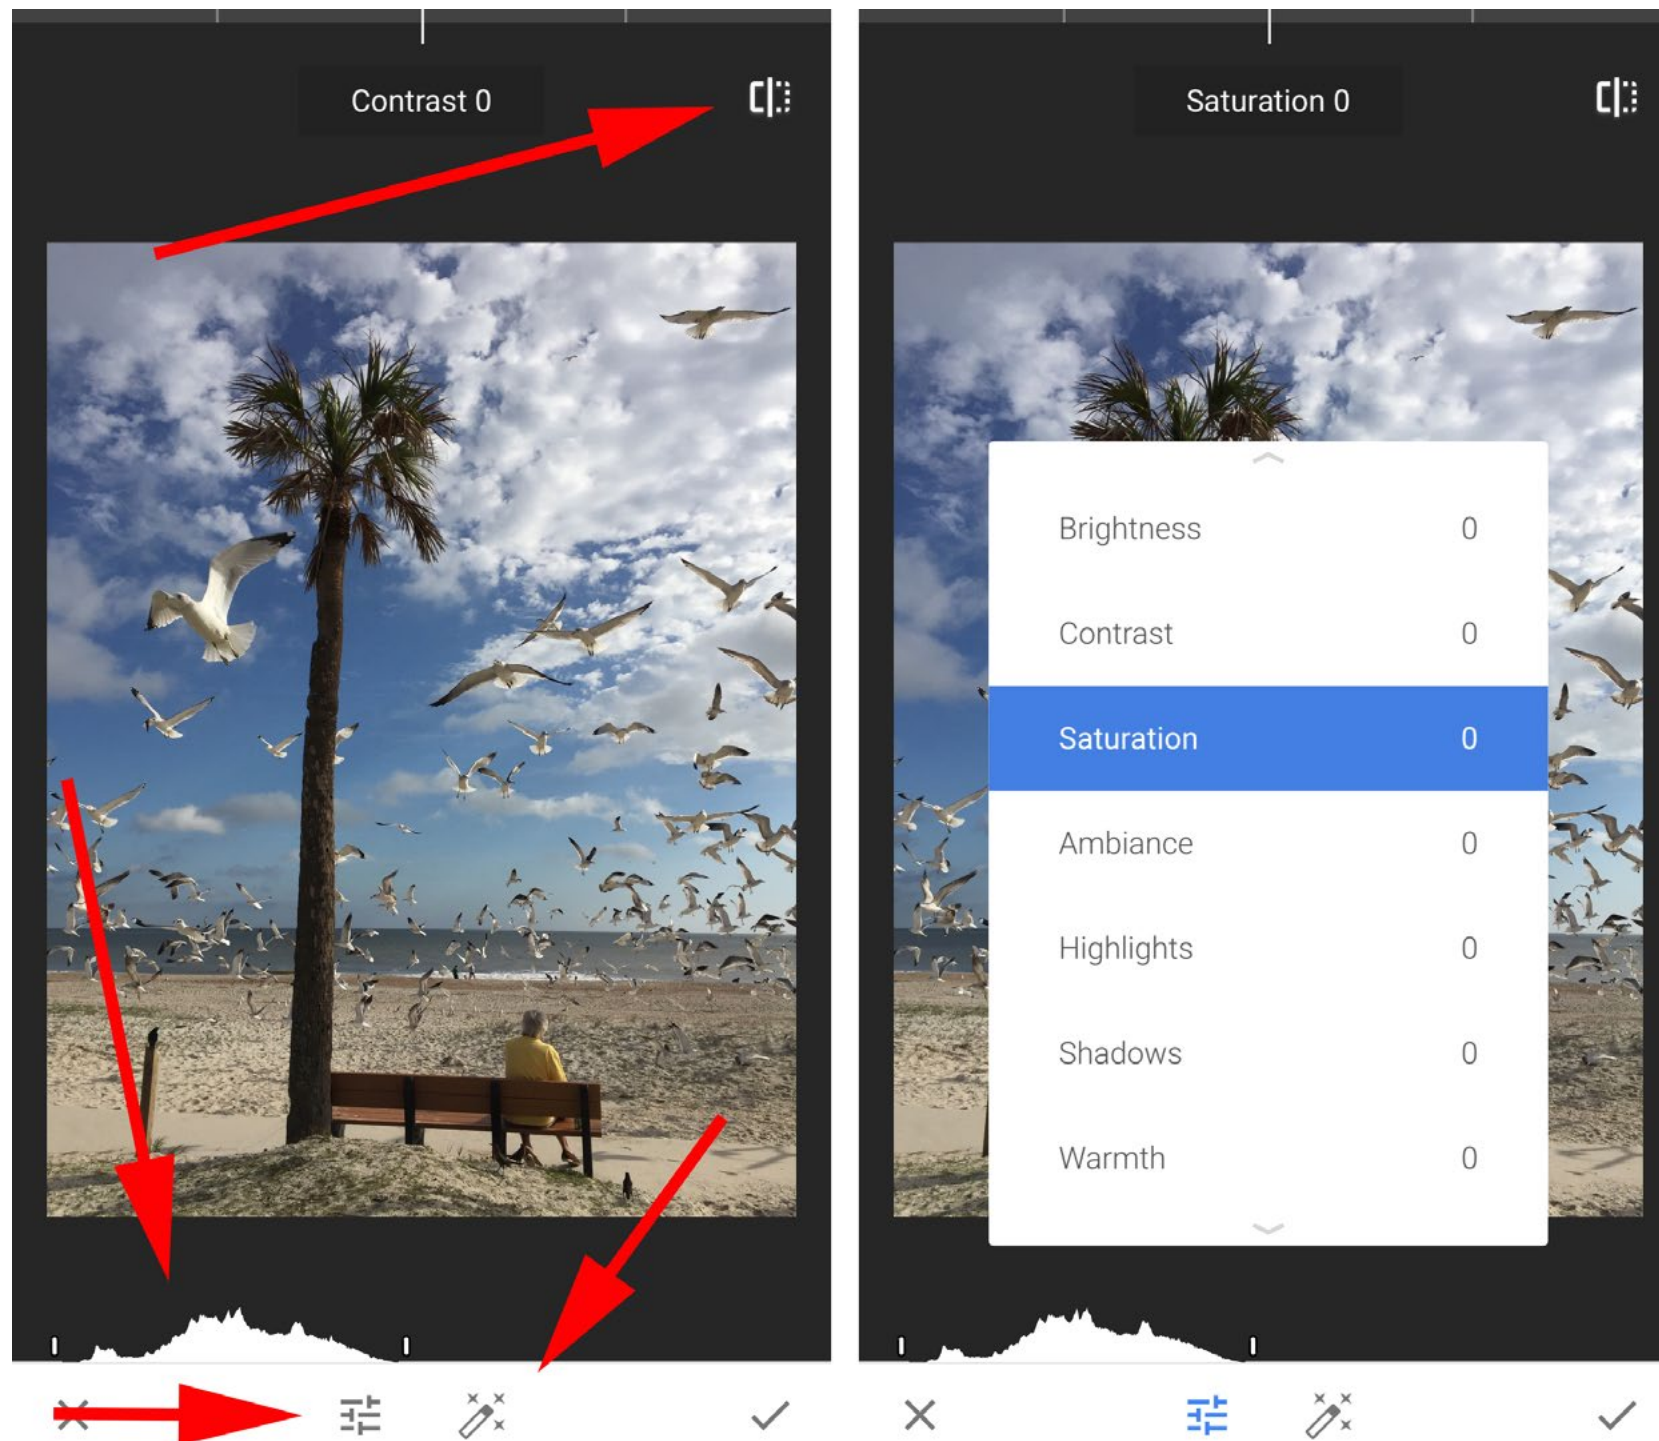 Contrast 0
Saturation 0
Brightness 0
Contrast 0
Saturation 0
Ambiance 0
Highlights 0
Shadows 0
Warmth 0